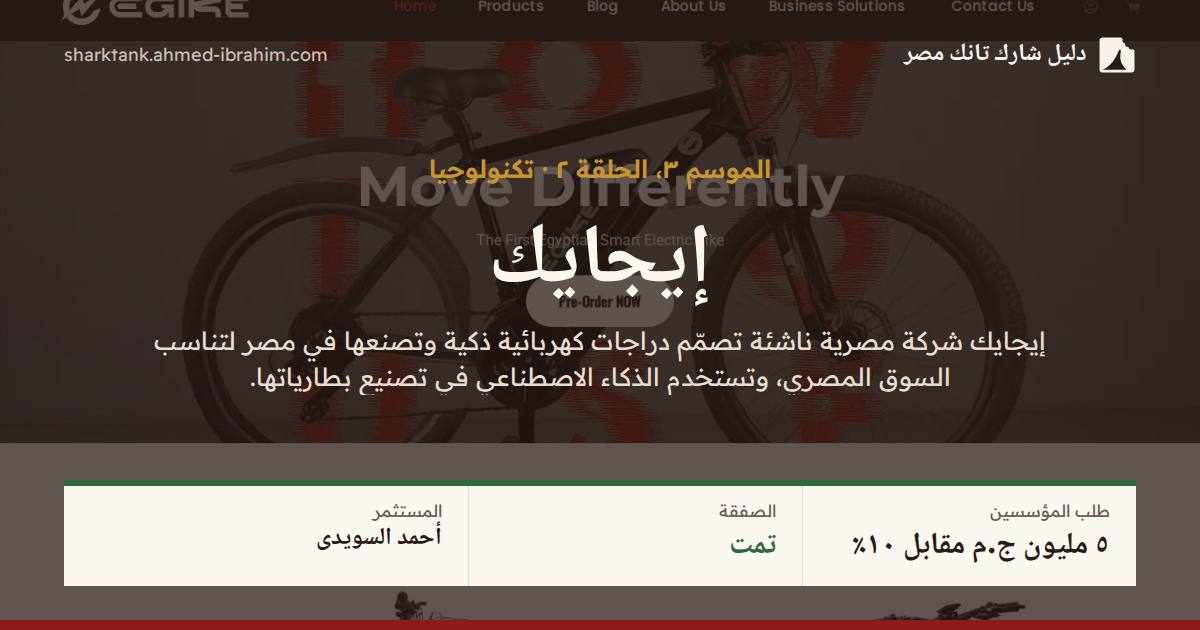 EGIKE
Home Products Blog About Us Business Solutions Contact Us
دليل شارك تانك مصر
sharktank.ahmed-ibrahim.com
الموسم ٣، الحلقة ٢ · تكنولوجيا
Move Differently
The First Egyptian Smart Electric Bike
إيجايك
Pre-Order NOW
إيجايك شركة مصرية ناشئة تصمّم دراجات كهربائية ذكية وتصنعها في مصر لتناسب
السوق المصري، وتستخدم الذكاء الاصطناعي في تصنيع بطارياتها.
طلب المؤسسين
٥ مليون ج.م مقابل ١٠٪
الصفقة
تمت
المستثمر
أحمد السويدي